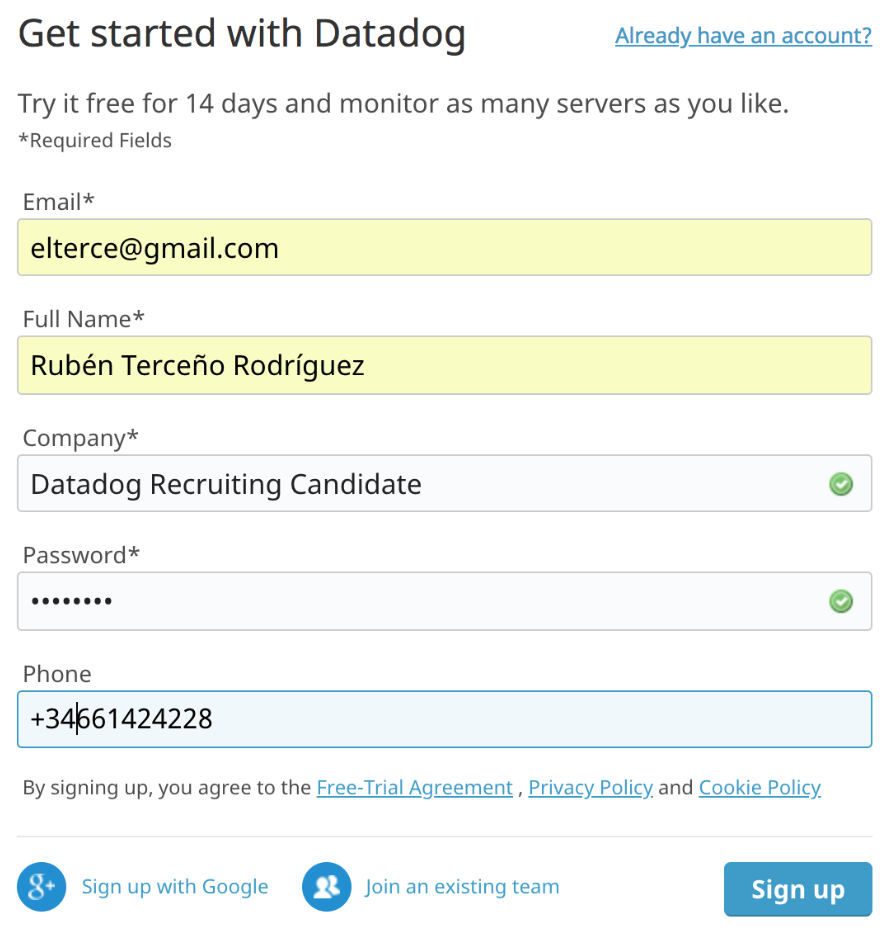 Get started with Datadog
Already have an account?
Try it free for 14 days and monitor as many servers as you like.
*Required Fields
Email*
elterce@gmail.com
Full Name*
Rubén Terceño Rodríguez
Company*
Datadog Recruiting Candidate
Password*
••••••••
Phone
+34661424228
By signing up, you agree to the Free-Trial Agreement , Privacy Policy and Cookie Policy
g+ Sign up with Google
Join an existing team
Sign up